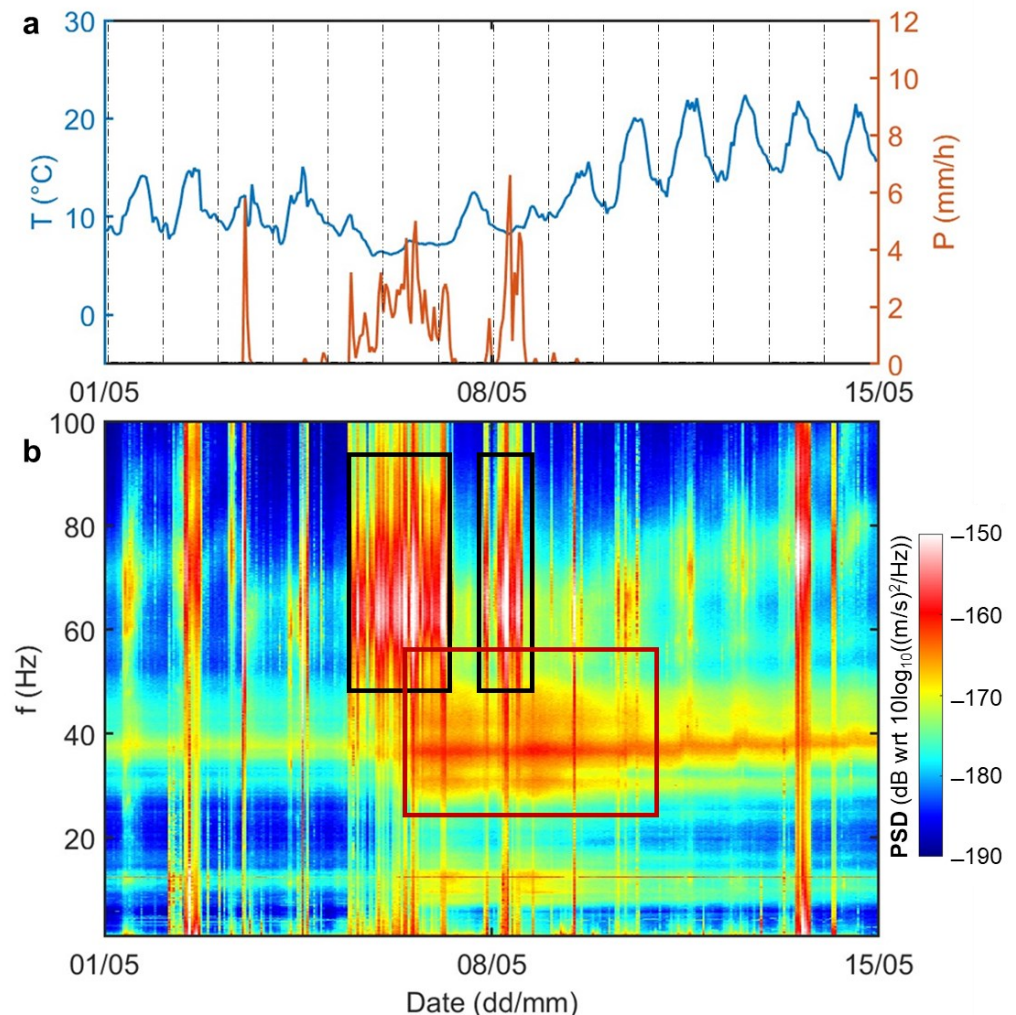 a
30
20
10
0
T (°C)
12
10
8
6
4
2
0
P (mm/h)
01/05 08/05 15/05
b
100
80
60
40
20
f (Hz)
01/05 08/05 15/05
Date (dd/mm)
−150
−160
−170
−180
−190
PSD (dB wrt 10log₁₀((m/s)²/Hz))